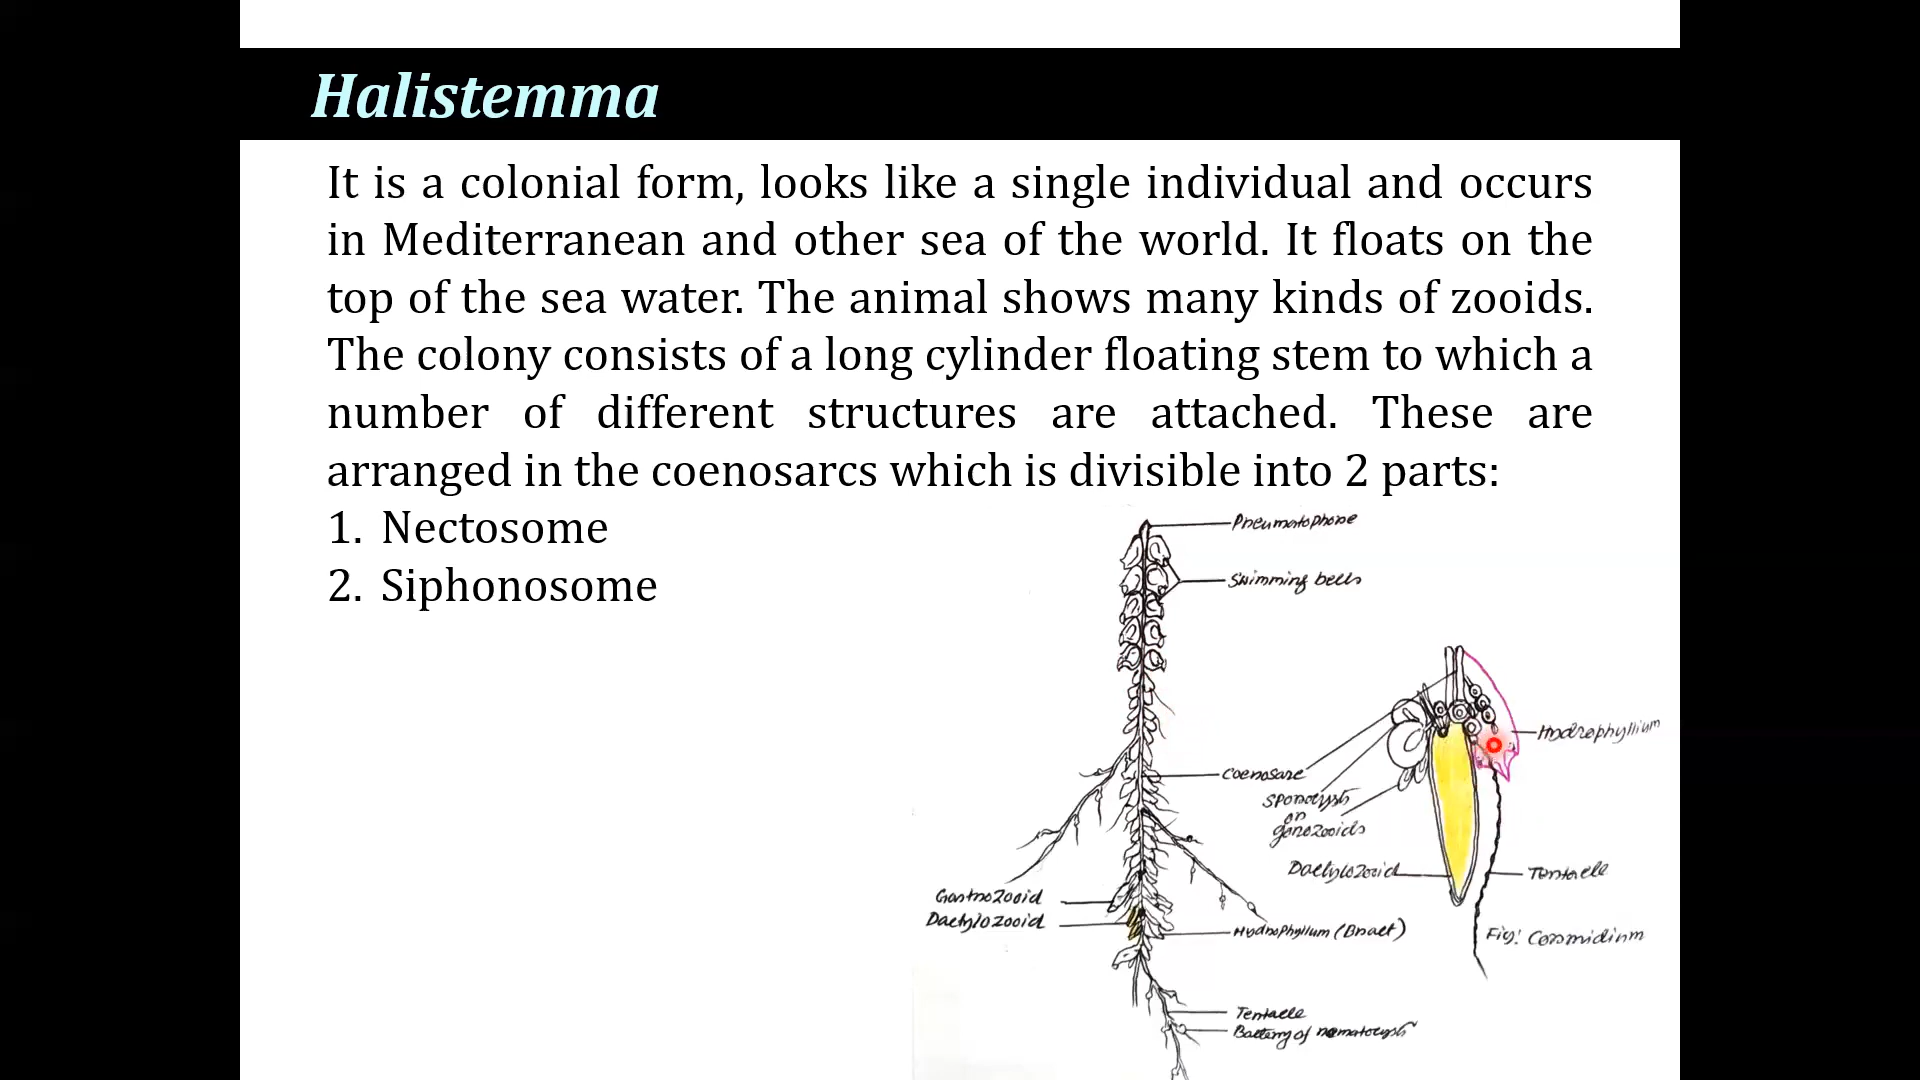 Halistemma
It is a colonial form, looks like a single individual and occurs
in Mediterranean and other sea of the world. It floats on the
top of the sea water. The animal shows many kinds of zooids.
The colony consists of a long cylinder floating stem to which a
number of different structures are attached. These are
arranged in the coenosarcs which is divisible into 2 parts:
1. Nectosome
2. Siphonosome
Pneumatophore
Swimming bells
Hydrophyllium
Coenosarc
or
gonozooids
Dactylozooid
Tentacle
Gastrozooid
Dactylozooid
Hydrophyllum (Bract)
Fig: Cormidium
Tentacle
Battery of nematocysts